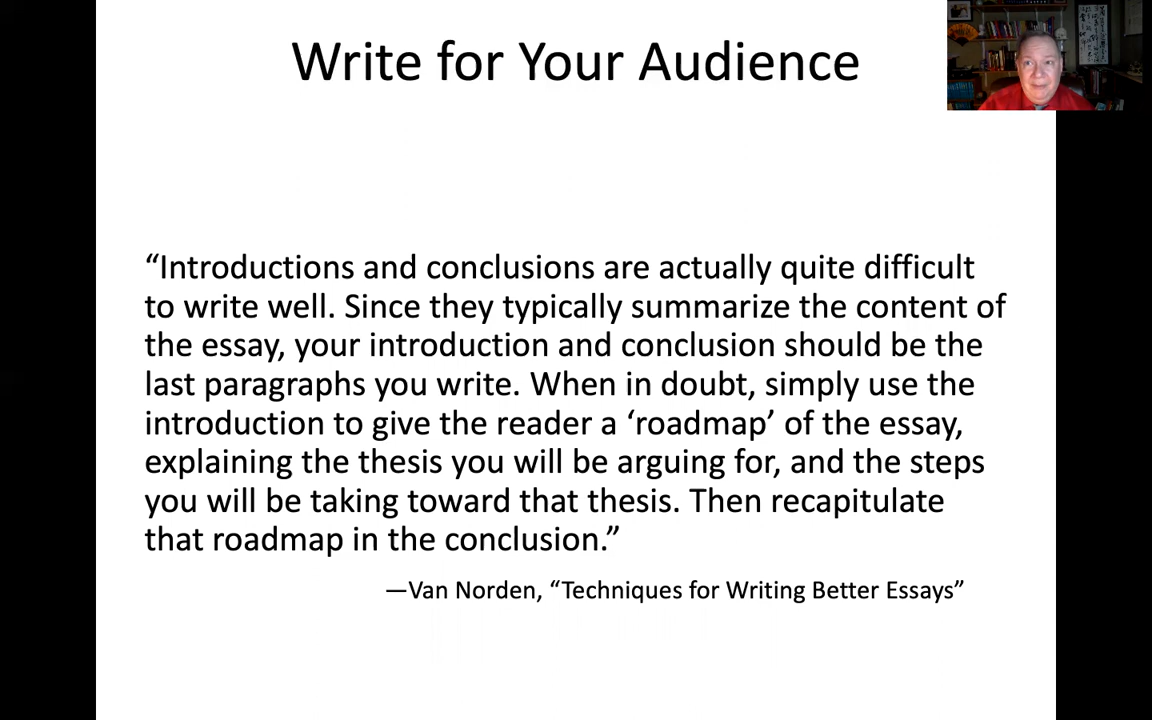 Write for Your Audience
“Introductions and conclusions are actually quite difficult
to write well. Since they typically summarize the content of
the essay, your introduction and conclusion should be the
last paragraphs you write. When in doubt, simply use the
introduction to give the reader a ‘roadmap’ of the essay,
explaining the thesis you will be arguing for, and the steps
you will be taking toward that thesis. Then recapitulate
that roadmap in the conclusion.”
—Van Norden, “Techniques for Writing Better Essays”